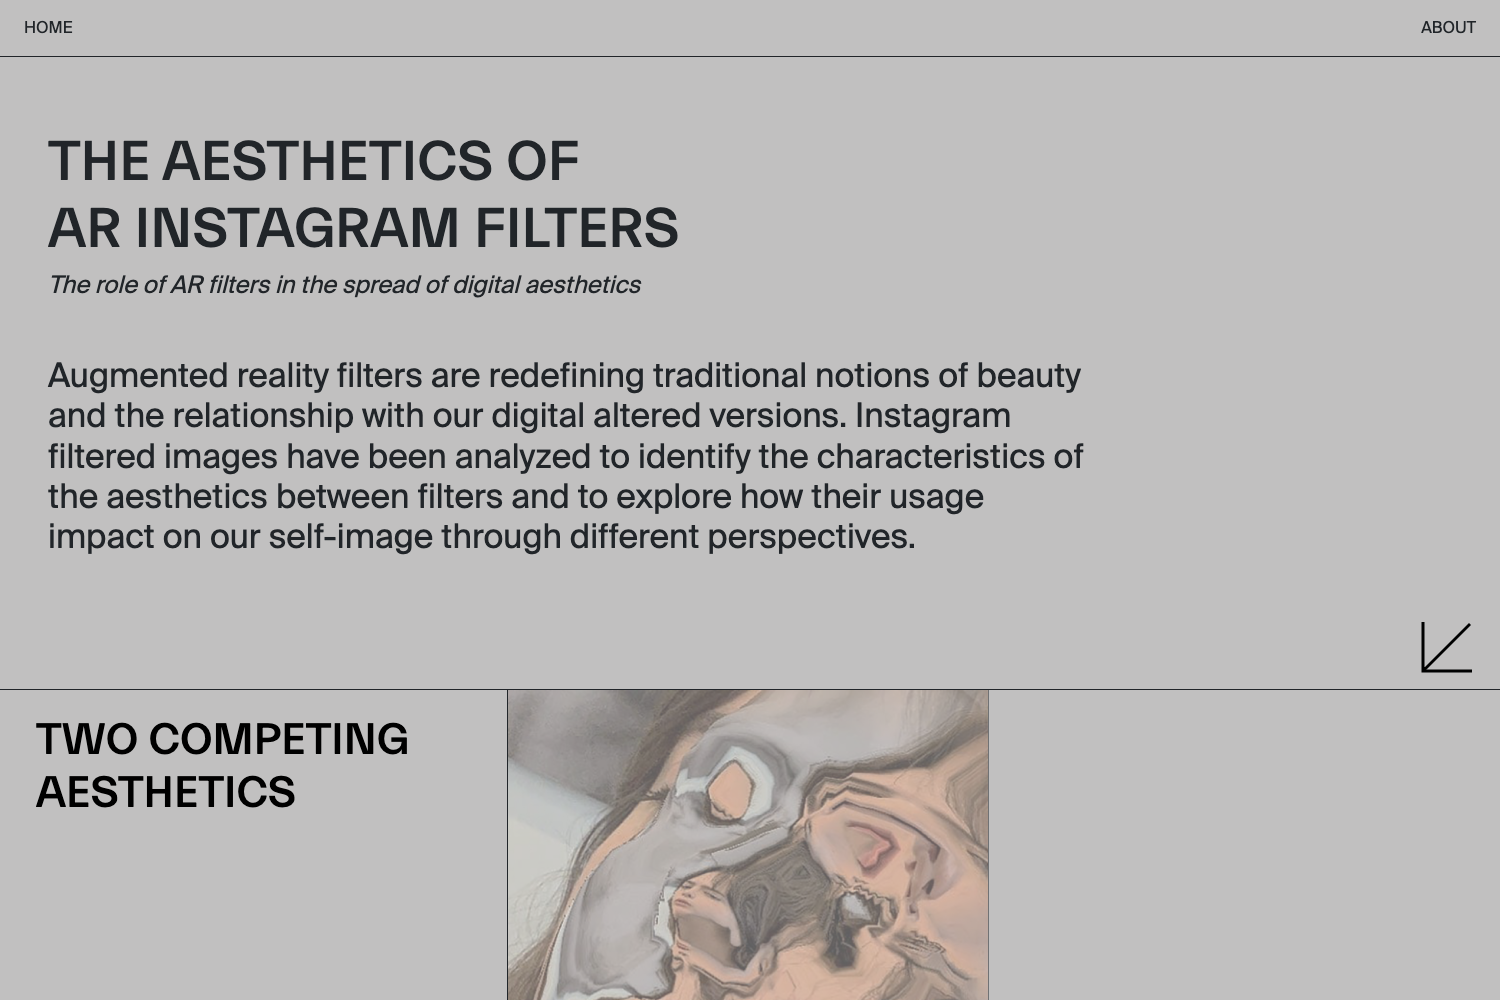 HOME
ABOUT
THE AESTHETICS OF
AR INSTAGRAM FILTERS
The role of AR filters in the spread of digital aesthetics
Augmented reality filters are redefining traditional notions of beauty
and the relationship with our digital altered versions. Instagram
filtered images have been analyzed to identify the characteristics of
the aesthetics between filters and to explore how their usage
impact on our self-image through different perspectives.
TWO COMPETING
AESTHETICS